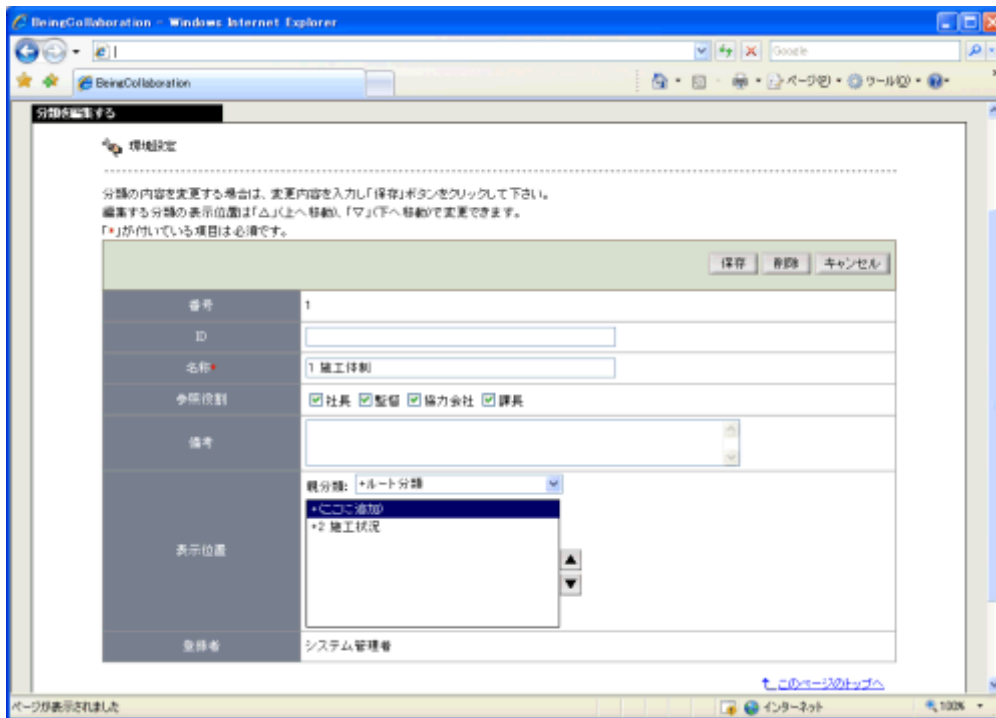 BeingCollaboration - Windows Internet Explorer
Google
BeingCollaboration
ページ(P) ツール(O)
分類を編集する
環境設定
分類の内容を変更する場合は、変更内容を入力し「保存」ボタンをクリックして下さい。
編集する分類の表示位置は「△」(上へ移動)、「▽」(下へ移動)で変更できます。
「*」が付いている項目は必須です。
保存 削除 キャンセル
番号 1
ID
名称* 1 施工体制
参照役割 社長 監督 協力会社 課長
備考
親分類: +ルート分類
+(ここに追加)
+2 施工状況
表示位置
登録者 システム管理者
このページのトップへ
ページが表示されました インターネット 100%